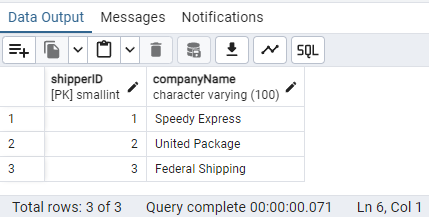 Data Output Messages Notifications
SQL
shipperID companyName
[PK] smallint character varying (100)
1 1 Speedy Express
2 2 United Package
3 3 Federal Shipping
Total rows: 3 of 3 Query complete 00:00:00.071 Ln 6, Col 1